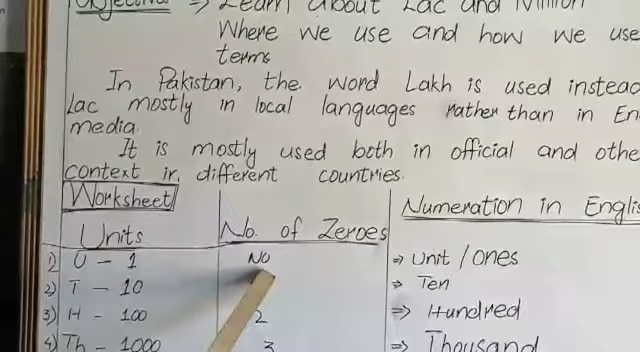 Objective => Learn about Lac and Million
Where we use and how we use
terms
In Pakistan, the word Lakh is used instead
Lac mostly in local languages rather than in En
media.
It is mostly used both in official and othe
context in different countries.
Worksheet
Units No. of Zeroes Numeration in Englis
1) U - 1 NO => Unit / Ones
2) T - 10 => Ten
3) H - 100 2 => Hundred
4) Th - 1000 3 => Thousand